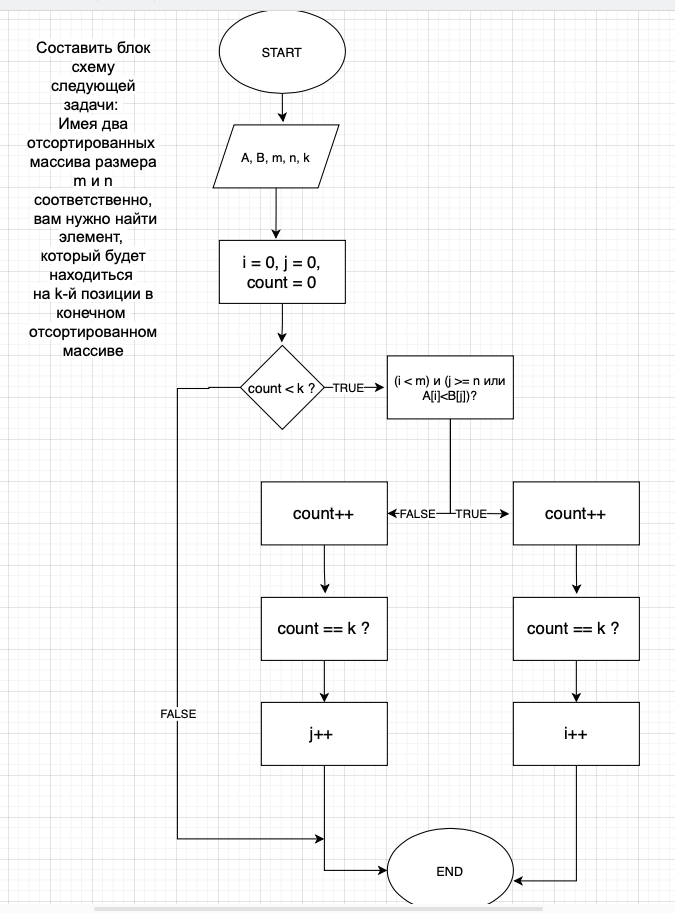 Составить блок
схему
следующей
задачи:
Имея два
отсортированных
массива размера
m и n
соответственно,
вам нужно найти
элемент,
который будет
находиться
на k-й позиции в
конечном
отсортированном
массиве
START
A, B, m, n, k
i = 0, j = 0,
count = 0
count < k ?
TRUE
(i < m) и (j >= n или
A[i]<B[j])?
FALSE
TRUE
count++
count++
count == k ?
count == k ?
FALSE
j++
i++
END